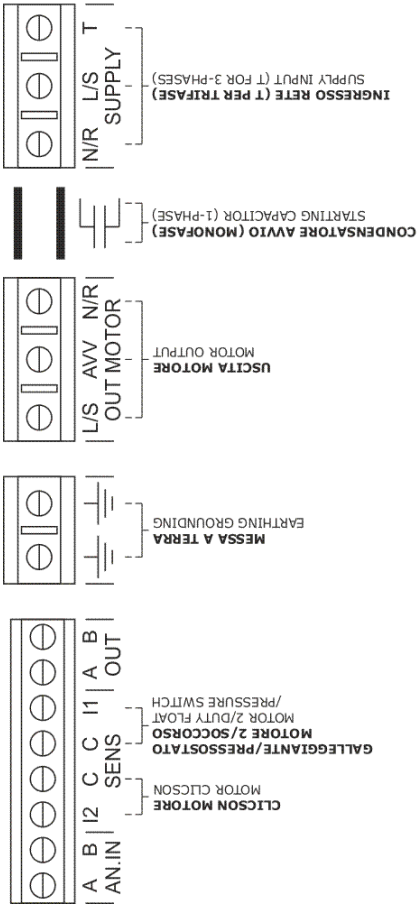 N/R L/S T
SUPPLY
INGRESSO RETE (T PER TRIFASE)
SUPPLY INPUT (T FOR 3-PHASES)
CONDENSATORE AVVIO (MONOFASE)
STARTING CAPACITOR (1-PHASE)
L/S AVV N/R
OUT MOTOR
USCITA MOTORE
MOTOR OUTPUT
MESSA A TERRA
EARTHING GROUNDING
A B I2 C C I1 A B
AN.IN SENS OUT
GALLEGGIANTE/PRESSOSTATO
MOTORE 2/SOCCORSO
MOTOR 2/DUTY FLOAT
/PRESSURE SWITCH
CLICSON MOTORE
MOTOR CLICSON